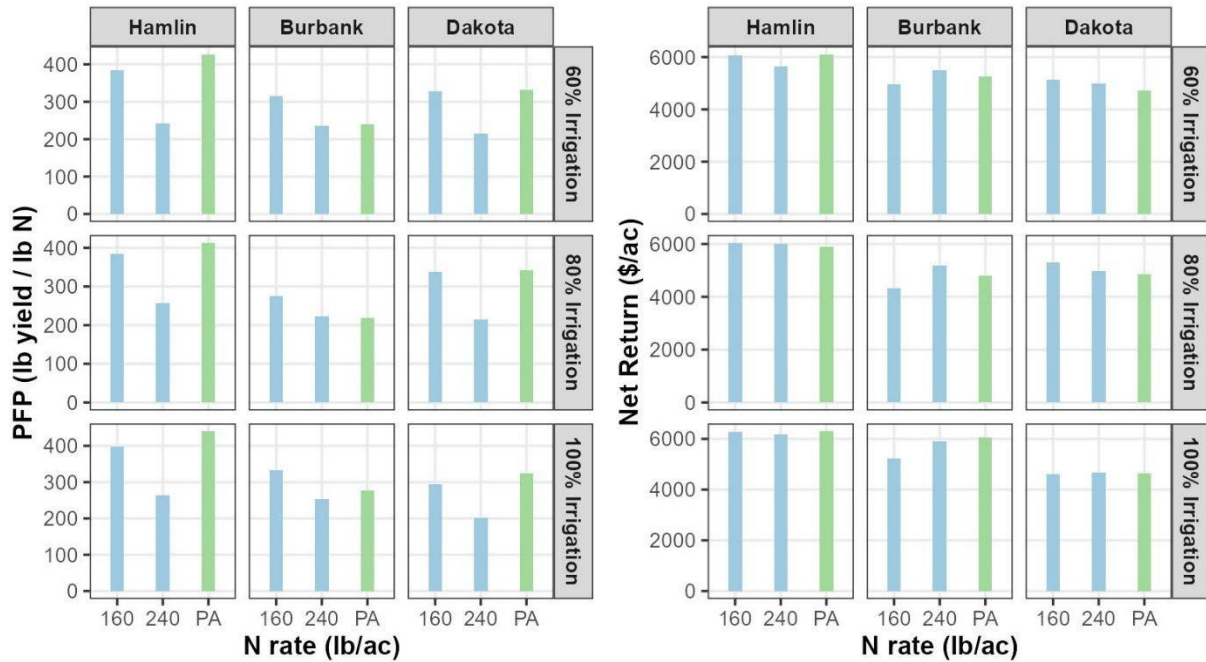 Hamlin Burbank Dakota
PFP (lb yield / lb N)
400
300
200
100
0
60% Irrigation
400
300
200
100
0
80% Irrigation
400
300
200
100
0
100% Irrigation
160 240 PA 160 240 PA 160 240 PA
N rate (lb/ac)
Hamlin Burbank Dakota
Net Return ($/ac)
6000
4000
2000
0
60% Irrigation
6000
4000
2000
0
80% Irrigation
6000
4000
2000
0
100% Irrigation
160 240 PA 160 240 PA 160 240 PA
N rate (lb/ac)